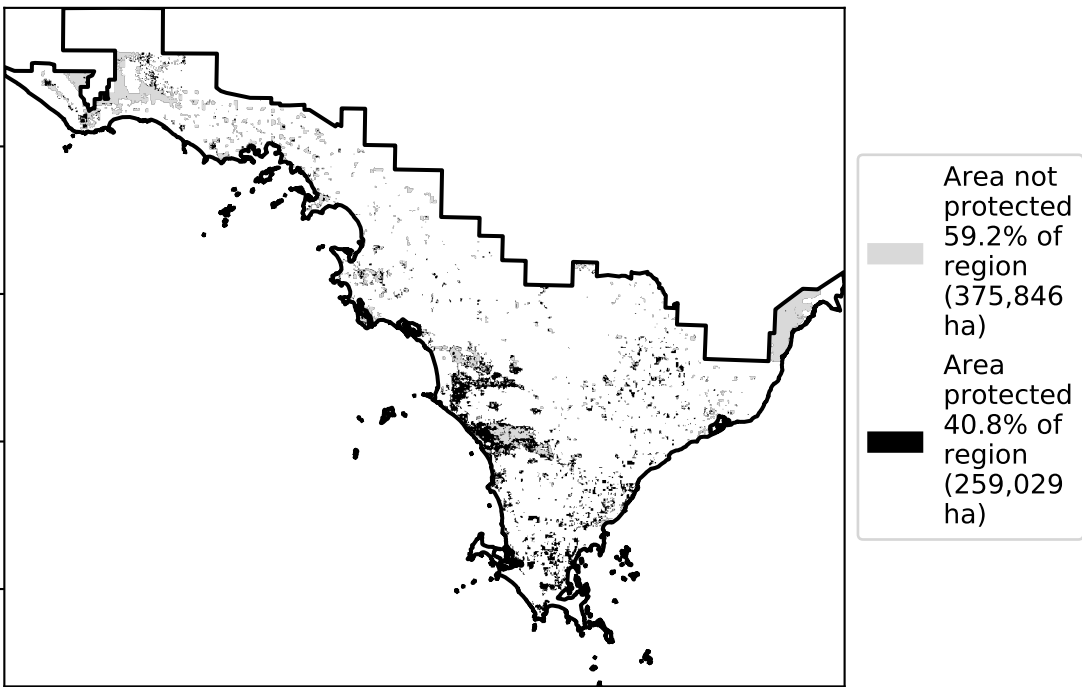 Area not
protected
59.2% of
region
(375,846
ha)
Area
protected
40.8% of
region
(259,029
ha)